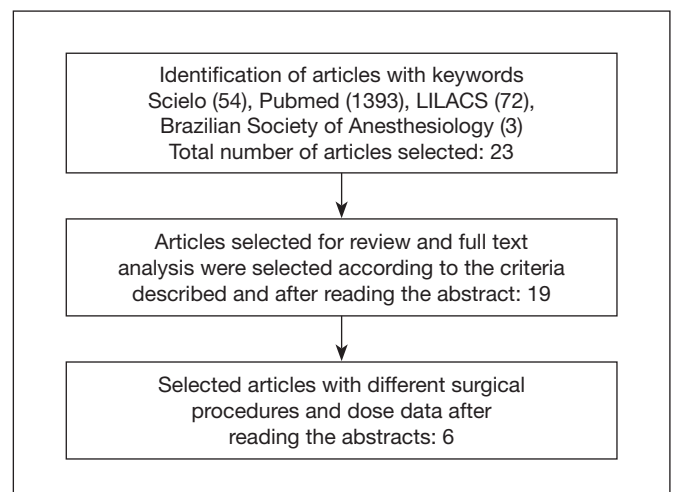 Identification of articles with keywords
Scielo (54), Pubmed (1393), LILACS (72),
Brazilian Society of Anesthesiology (3)
Total number of articles selected: 23
Articles selected for review and full text
analysis were selected according to the criteria
described and after reading the abstract: 19
Selected articles with different surgical
procedures and dose data after
reading the abstracts: 6